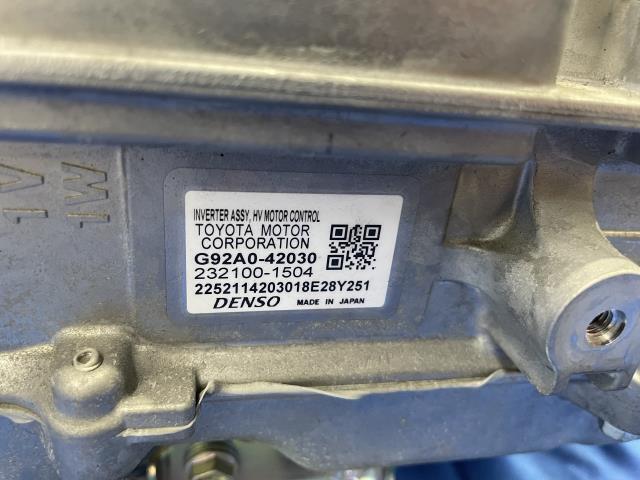 INVERTER ASSY, HV MOTOR CONTROL
TOYOTA MOTOR
CORPORATION
G92A0-42030
232100-1504
2252114203018E28Y251
DENSO MADE IN JAPAN